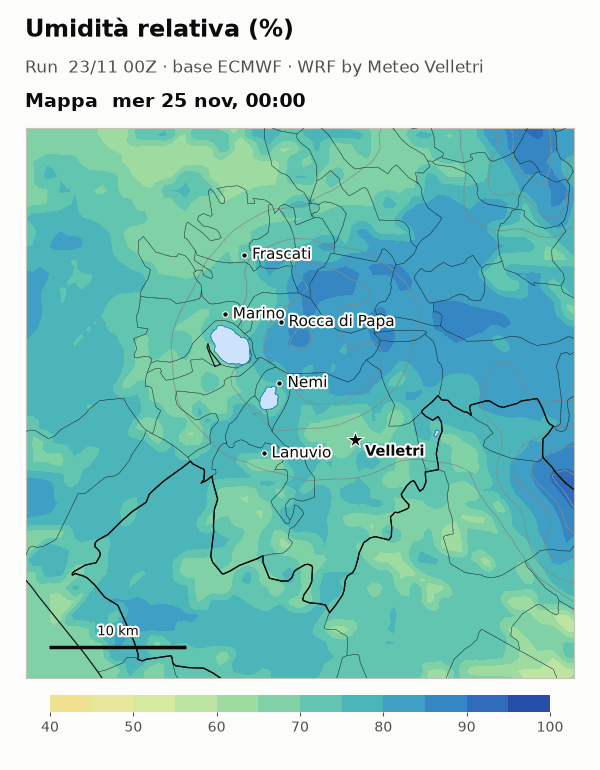 Umidità relativa (%)
Run  23/11 00Z · base ECMWF · WRF by Meteo Velletri
Mappa  mer 25 nov, 00:00
Frascati
Marino
Rocca di Papa
Nemi
Velletri
Lanuvio
10 km
40 50 60 70 80 90 100